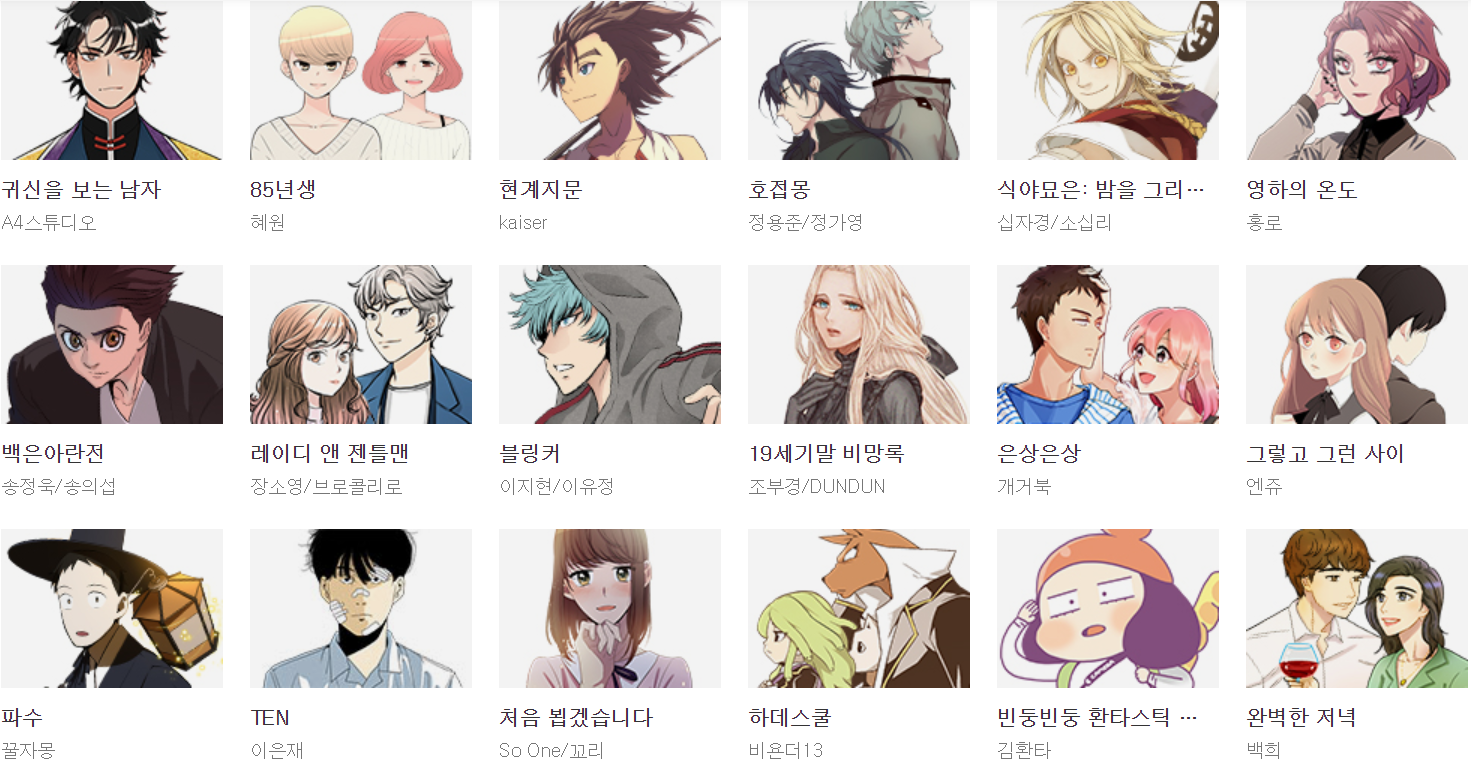 귀신을 보는 남자
A4스튜디오
85년생
혜원
현계지문
kaiser
호접몽
정용준/정가영
식야묘은: 밤을 그리…
십자경/소십리
영하의 온도
홍로
백은아란전
송정욱/송의섭
레이디 앤 젠틀맨
장소영/브로콜리로
블링커
이지현/이유정
19세기말 비망록
조부경/DUNDUN
은상은상
개거북
그렇고 그런 사이
엔쥬
파수
꿀자몽
TEN
이은재
처음 뵙겠습니다
So One/꼬리
하데스쿨
비욘더13
빈둥빈둥 환타스틱 …
김환타
완벽한 저녁
백희